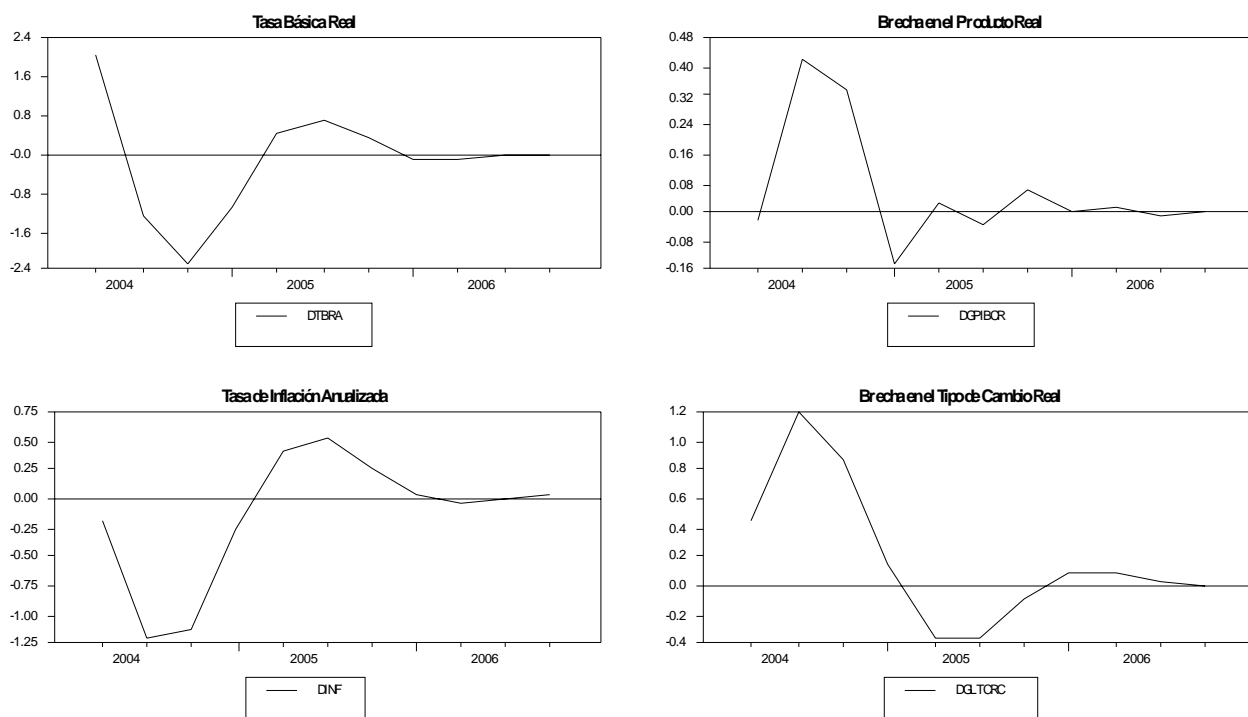 Tasa Básica Real
2.4
1.6
0.8
-0.0
-0.8
-1.6
-2.4
2004 2005 2006
DTBRA
Brecha en el Producto Real
0.48
0.40
0.32
0.24
0.16
0.08
0.00
-0.08
-0.16
2004 2005 2006
DGPIBCR
Tasa de Inflación Anualizada
0.75
0.50
0.25
0.00
-0.25
-0.50
-0.75
-1.00
-1.25
2004 2005 2006
DINF
Brecha en el Tipo de Cambio Real
1.2
1.0
0.8
0.6
0.4
0.2
0.0
-0.2
-0.4
2004 2005 2006
DGLTCRC